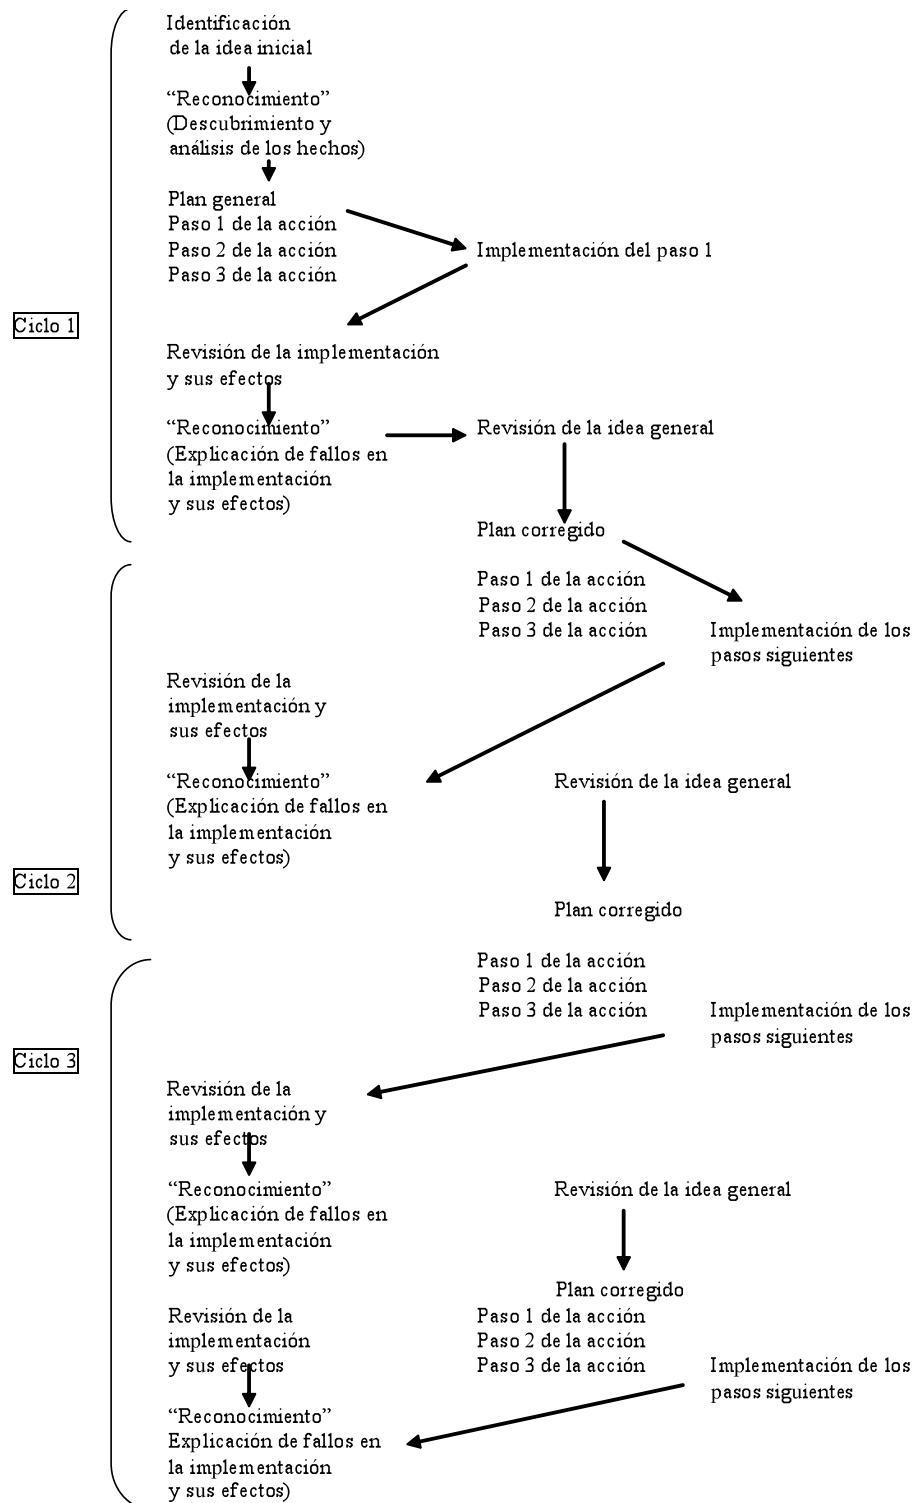 Identificación
de la idea inicial
“Reconocimiento”
(Descubrimiento y
análisis de los hechos)
Plan general
Paso 1 de la acción
Paso 2 de la acción
Paso 3 de la acción
Implementación del paso 1
Ciclo 1
Revisión de la implementación
y sus efectos
“Reconocimiento”
(Explicación de fallos en
la implementación
y sus efectos)
Revisión de la idea general
Plan corregido
Paso 1 de la acción
Paso 2 de la acción
Paso 3 de la acción
Implementación de los
pasos siguientes
Revisión de la
implementación y
sus efectos
“Reconocimiento”
(Explicación de fallos en
la implementación
y sus efectos)
Revisión de la idea general
Ciclo 2
Plan corregido
Paso 1 de la acción
Paso 2 de la acción
Paso 3 de la acción
Implementación de los
pasos siguientes
Ciclo 3
Revisión de la
implementación y
sus efectos
“Reconocimiento”
(Explicación de fallos en
la implementación
y sus efectos)
Revisión de la idea general
Plan corregido
Paso 1 de la acción
Paso 2 de la acción
Paso 3 de la acción
Implementación de los
pasos siguientes
Revisión de la
implementación
y sus efectos
“Reconocimiento”
Explicación de fallos en
la implementación
y sus efectos)